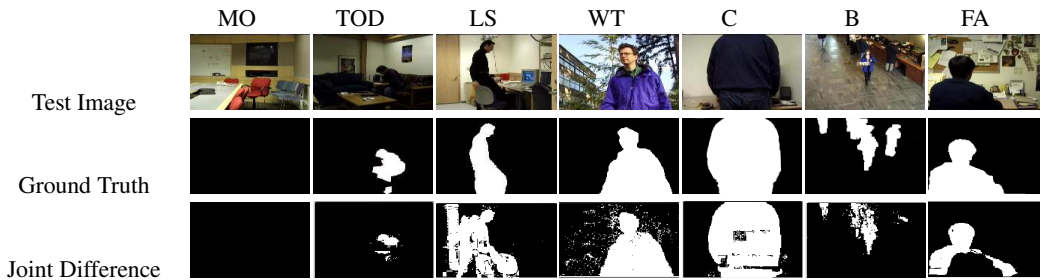 MO TOD LS WT C B FA
Test Image
Ground Truth
Joint Difference